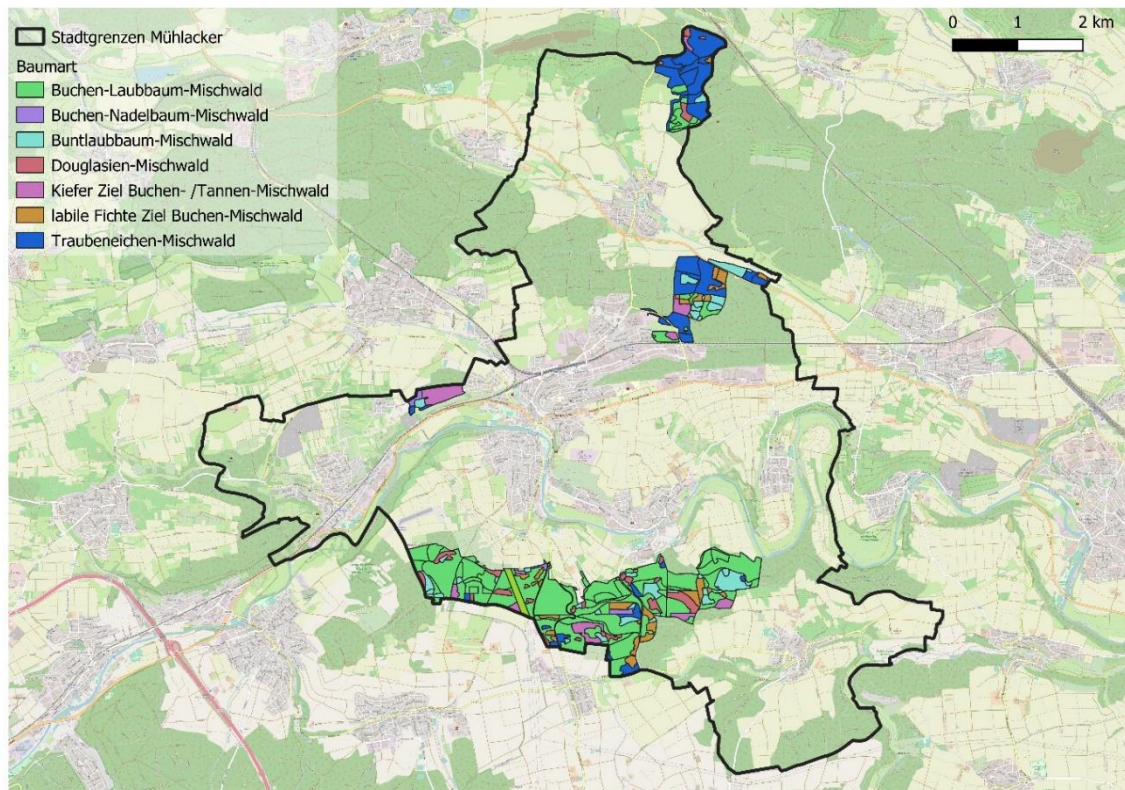 Stadtgrenzen Mühlacker
Baumart
Buchen-Laubbaum-Mischwald
Buchen-Nadelbaum-Mischwald
Buntlaubbaum-Mischwald
Douglasien-Mischwald
Kiefer Ziel Buchen- /Tannen-Mischwald
labile Fichte Ziel Buchen-Mischwald
Traubeneichen-Mischwald
0 1 2 km